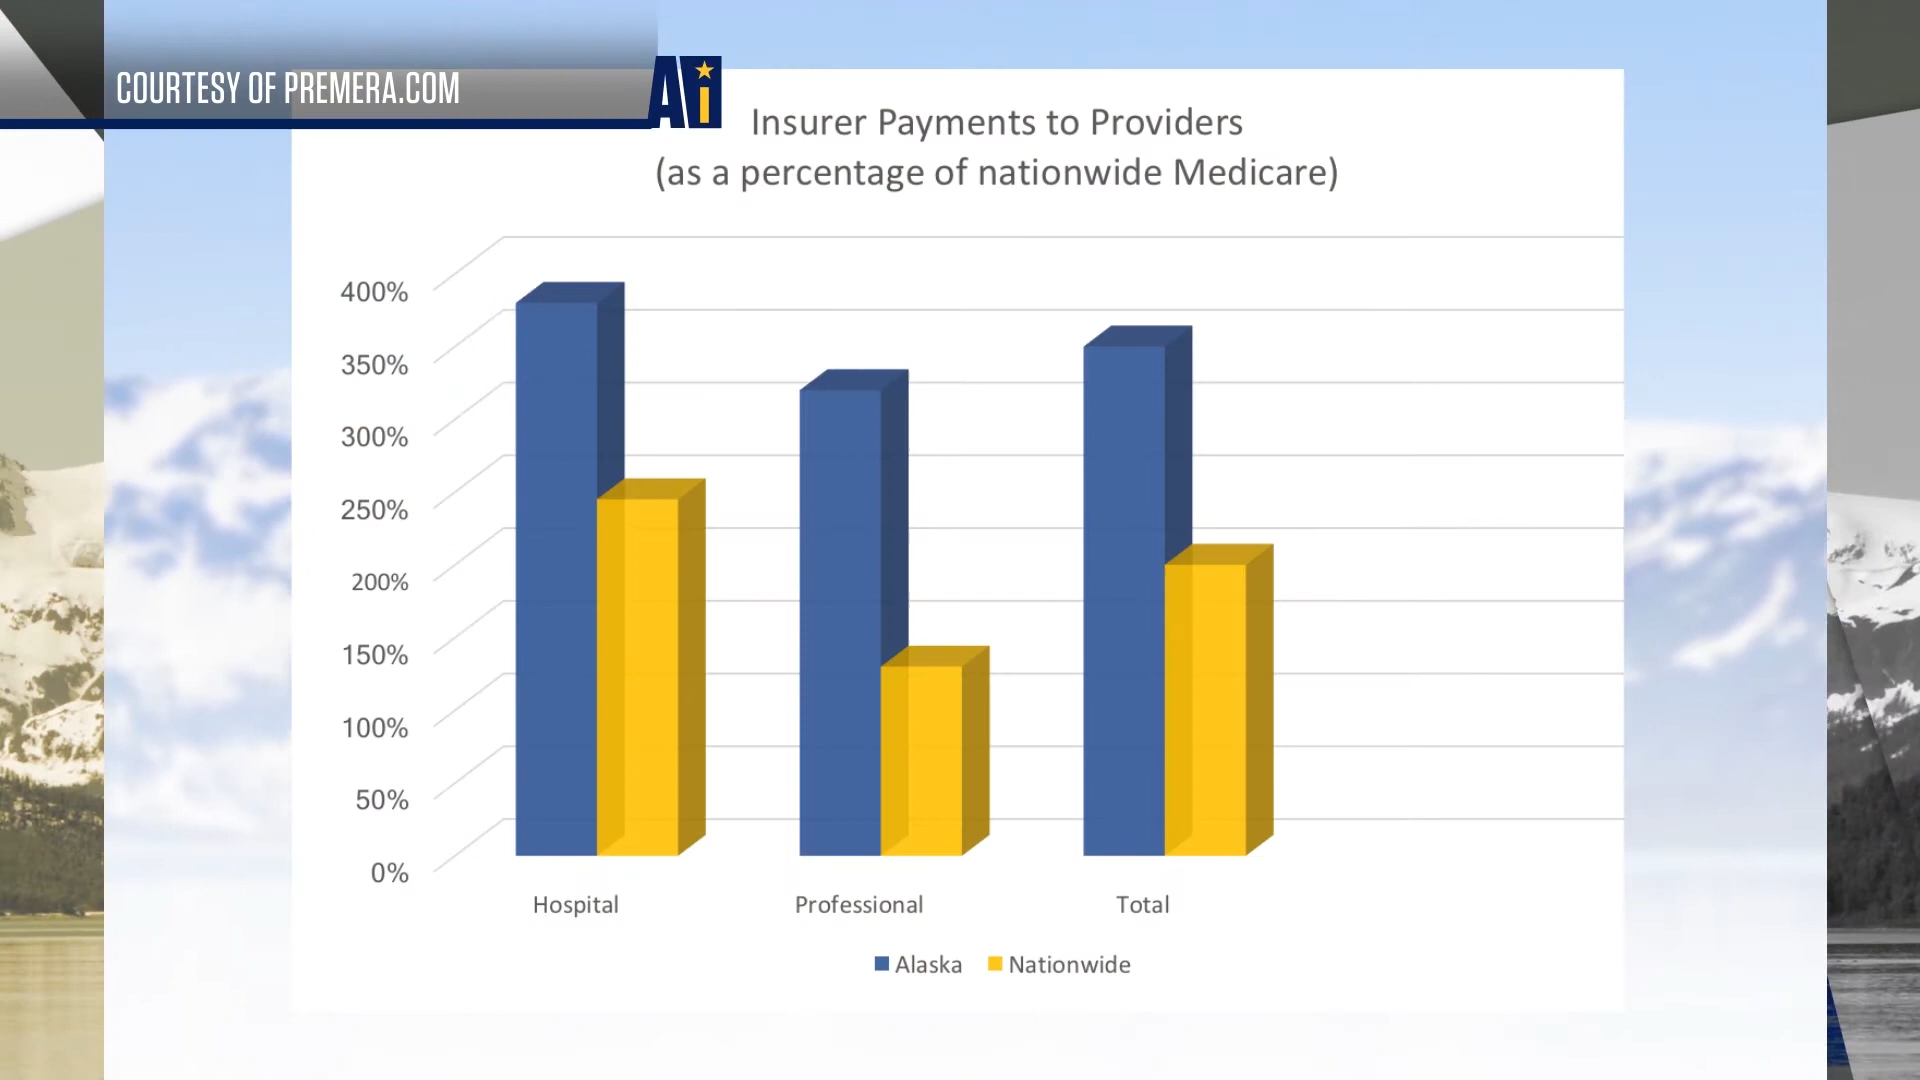 COURTESY OF PREMERA.COM
Ai
Insurer Payments to Providers
(as a percentage of nationwide Medicare)
400%
350%
300%
250%
200%
150%
100%
50%
0%
Hospital Professional Total
Alaska Nationwide